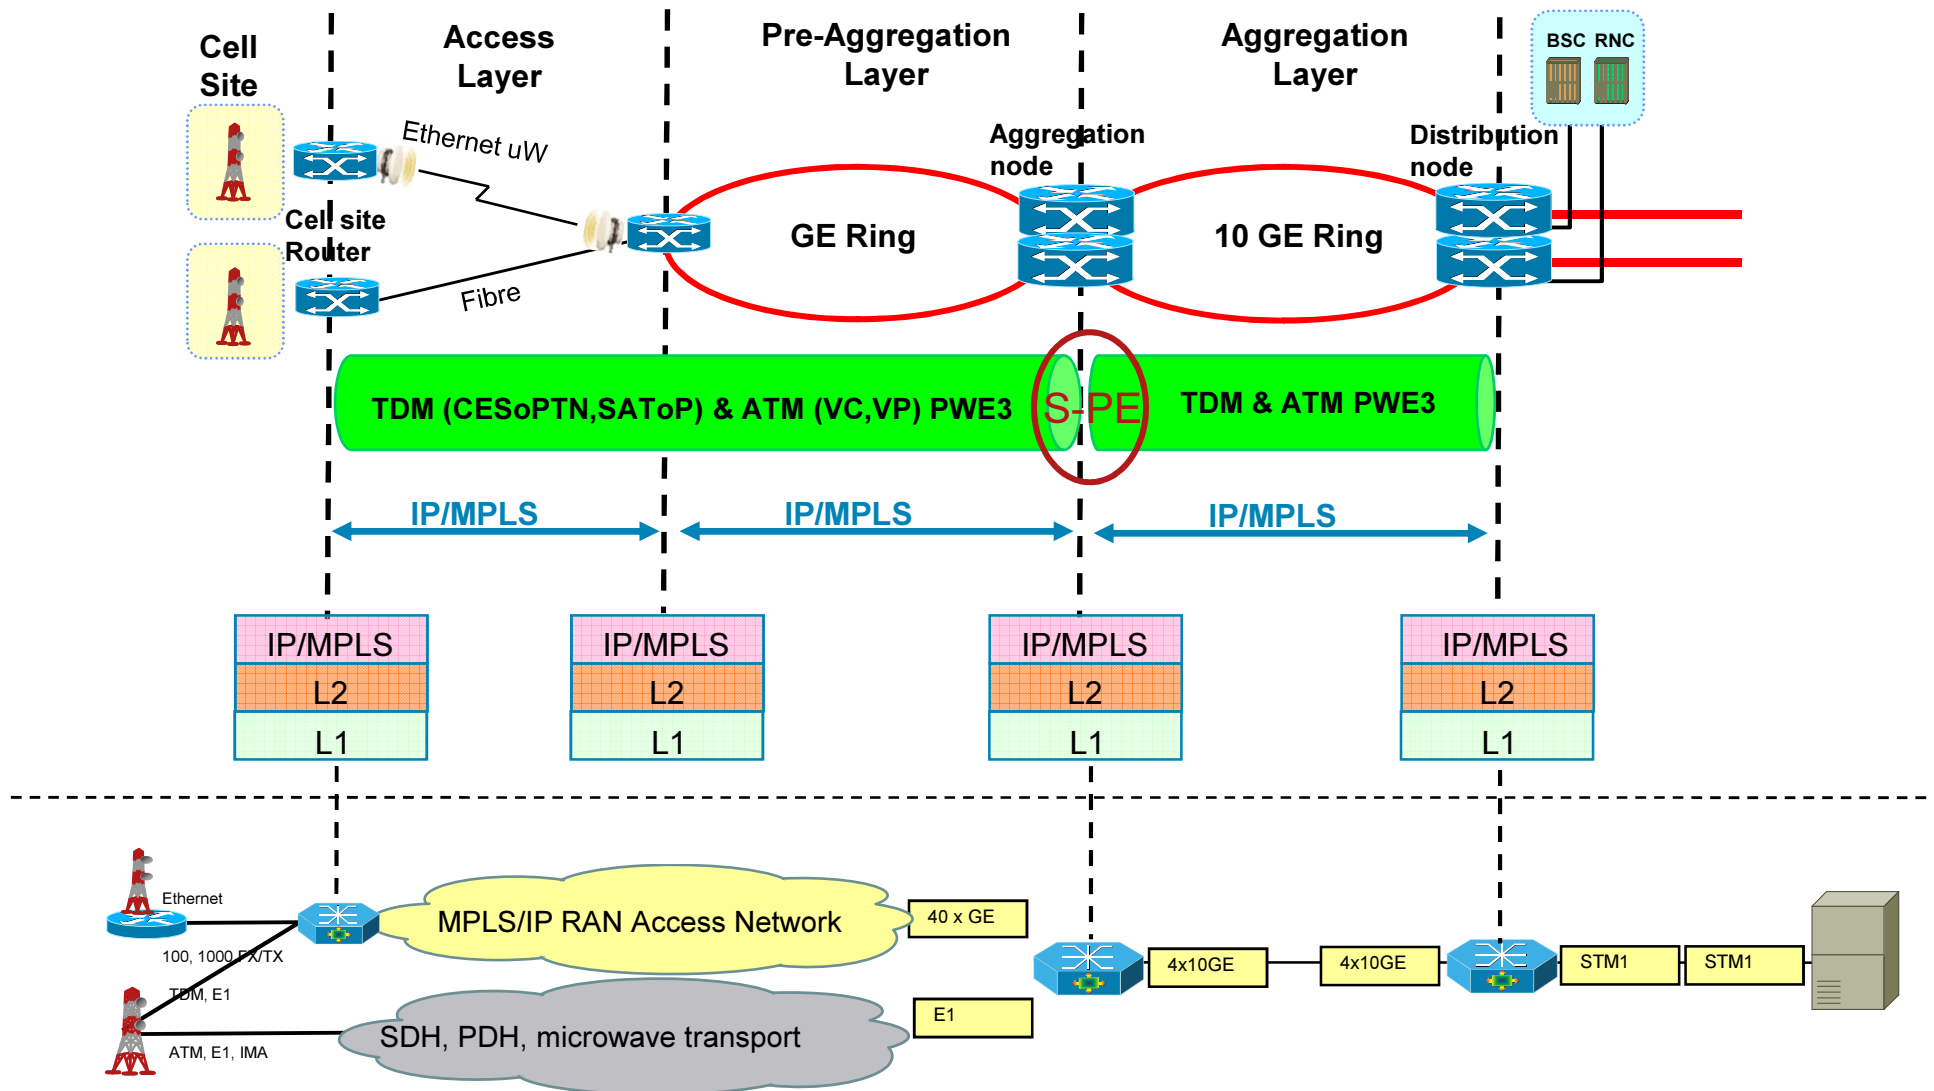 Cell
Site
Access
Layer
Pre-Aggregation
Layer
Aggregation
Layer
BSC RNC
Ethernet uW
Aggregation
node
Distribution
node
Cell site
Router
Fibre
GE Ring
10 GE Ring
TDM (CESoPTN,SAToP) & ATM (VC,VP) PWE3
S-PE
TDM & ATM PWE3
IP/MPLS
IP/MPLS
IP/MPLS
IP/MPLS
L2
L1
IP/MPLS
L2
L1
IP/MPLS
L2
L1
IP/MPLS
L2
L1
Ethernet
100, 1000 FX/TX
TDM, E1
ATM, E1, IMA
MPLS/IP RAN Access Network
40 x GE
SDH, PDH, microwave transport
E1
4x10GE
4x10GE
STM1
STM1